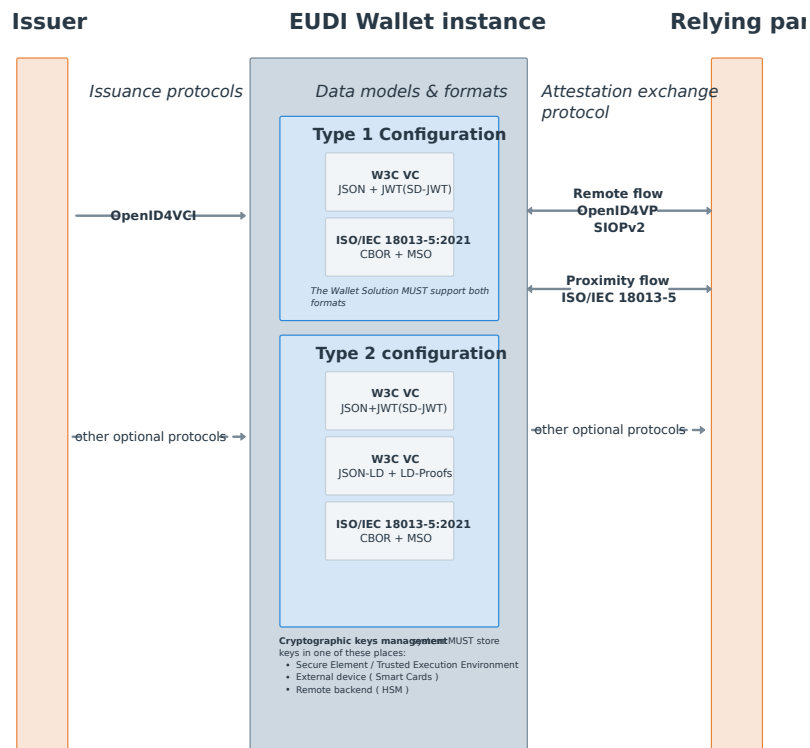 Issuer
EUDI Wallet instance
Relying par
Issuance protocols
Data models & formats
Attestation exchange
protocol
Type 1 Configuration
W3C VC
JSON + JWT(SD-JWT)
ISO/IEC 18013-5:2021
CBOR + MSO
The Wallet Solution MUST support both
formats
OpenID4VCI
Remote flow
OpenID4VP
SIOPv2
Proximity flow
ISO/IEC 18013-5
Type 2 configuration
W3C VC
JSON+JWT(SD-JWT)
W3C VC
JSON-LD + LD-Proofs
ISO/IEC 18013-5:2021
CBOR + MSO
other optional protocols
other optional protocols
Cryptographic keys management system MUST store
keys in one of these places:
• Secure Element / Trusted Execution Environment
• External device ( Smart Cards )
• Remote backend ( HSM )